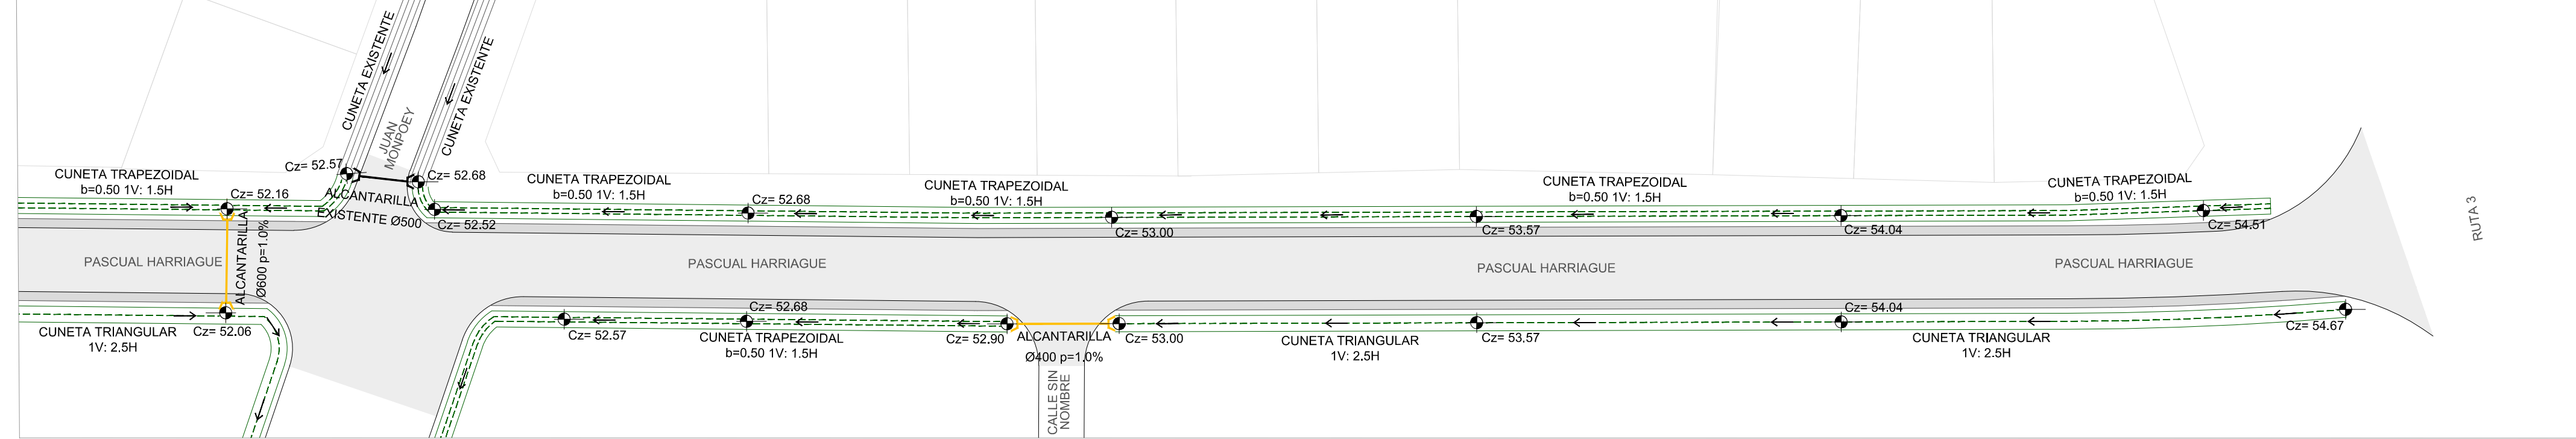 CUNETA EXISTENTE
CUNETA EXISTENTE
JUAN
MONPOEY
Cz= 52.57
Cz= 52.68
CUNETA TRAPEZOIDAL
b=0.50 1V: 1.5H
Cz= 52.16
ALCANTARILLA
EXISTENTE Ø500
Cz= 52.52
CUNETA TRAPEZOIDAL
b=0.50 1V: 1.5H
Cz= 52.68
CUNETA TRAPEZOIDAL
b=0.50 1V: 1.5H
Cz= 53.00
CUNETA TRAPEZOIDAL
b=0.50 1V: 1.5H
Cz= 53.57
Cz= 54.04
CUNETA TRAPEZOIDAL
b=0.50 1V: 1.5H
Cz= 54.51
RUTA 3
PASCUAL HARRIAGUE
ALCANTARILLA
Ø600 p=1.0%
PASCUAL HARRIAGUE
PASCUAL HARRIAGUE
PASCUAL HARRIAGUE
CUNETA TRIANGULAR
1V: 2.5H
Cz= 52.06
Cz= 52.57
Cz= 52.68
CUNETA TRAPEZOIDAL
b=0.50 1V: 1.5H
Cz= 52.90
ALCANTARILLA
Ø400 p=1.0%
Cz= 53.00
CALLE SIN
NOMBRE
CUNETA TRIANGULAR
1V: 2.5H
Cz= 53.57
Cz= 54.04
CUNETA TRIANGULAR
1V: 2.5H
Cz= 54.67